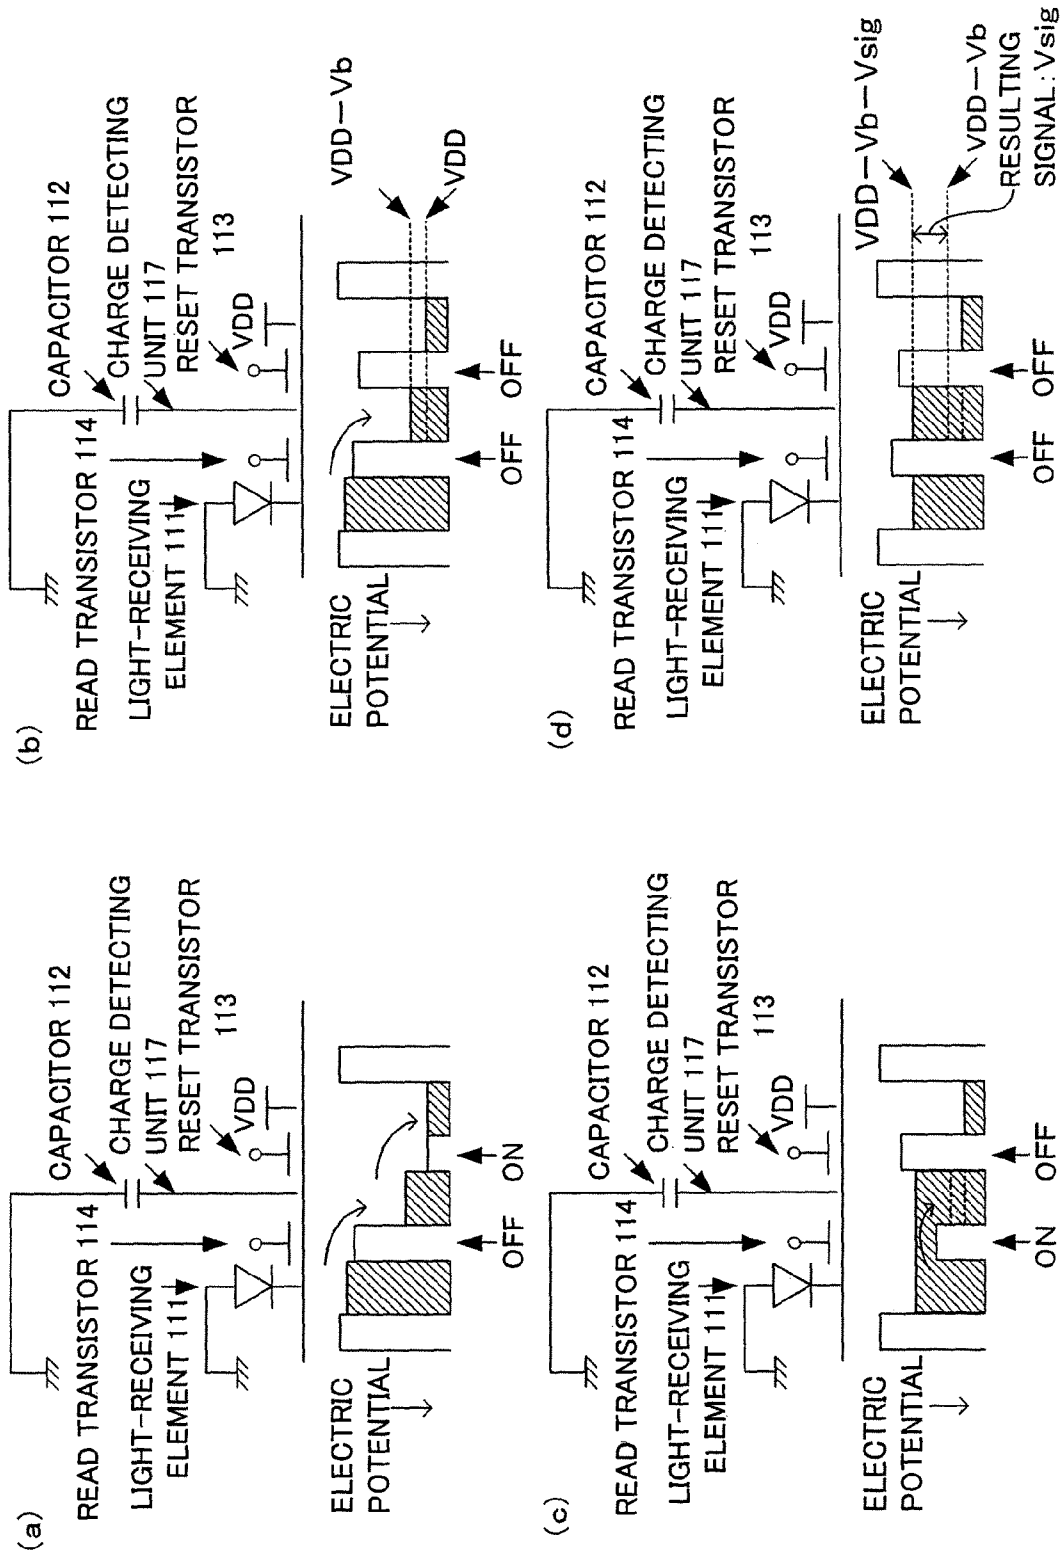 (a)
CAPACITOR 112
READ TRANSISTOR 114
CHARGE DETECTING
UNIT 117
LIGHT-RECEIVING
ELEMENT 111
RESET TRANSISTOR
113
VDD
ELECTRIC
POTENTIAL
OFF
ON
(b)
CAPACITOR 112
READ TRANSISTOR 114
CHARGE DETECTING
UNIT 117
LIGHT-RECEIVING
ELEMENT 111
RESET TRANSISTOR
113
VDD
VDD-Vb
VDD
ELECTRIC
POTENTIAL
OFF
OFF
(c)
CAPACITOR 112
READ TRANSISTOR 114
CHARGE DETECTING
UNIT 117
LIGHT-RECEIVING
ELEMENT 111
RESET TRANSISTOR
113
VDD
ELECTRIC
POTENTIAL
ON
OFF
(d)
CAPACITOR 112
READ TRANSISTOR 114
CHARGE DETECTING
UNIT 117
LIGHT-RECEIVING
ELEMENT 111
RESET TRANSISTOR
113
VDD
VDD-Vb-Vsig
ELECTRIC
POTENTIAL
VDD-Vb
RESULTING
SIGNAL: Vsig
OFF
OFF